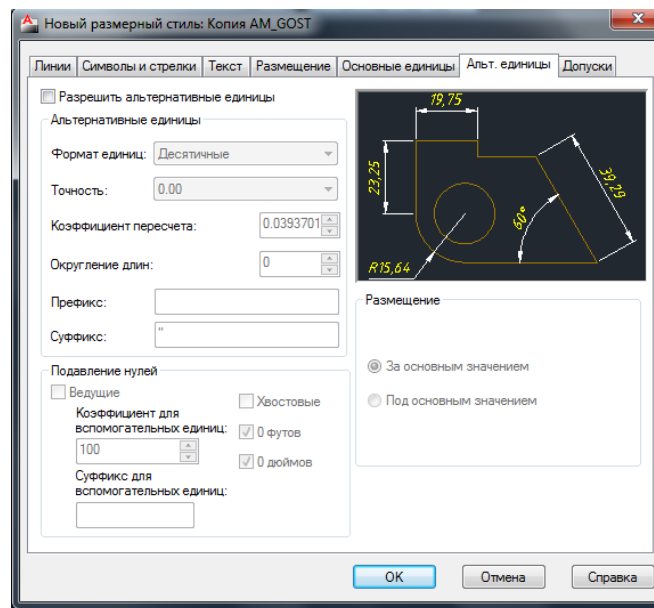 Новый размерный стиль: Копия AM_GOST
Линии Символы и стрелки Текст Размещение Основные единицы Альт. единицы Допуски
Разрешить альтернативные единицы
Альтернативные единицы
Формат единиц: Десятичные
Точность: 0.00
Коэффициент пересчета: 0.0393701
Округление длин: 0
Префикс:
Суффикс: "
Подавление нулей
Ведущие
Коэффициент для
вспомогательных единиц:
100
Суффикс для
вспомогательных единиц:
Хвостовые
0 футов
0 дюймов
19,75
23,25
39,29
60°
R15,64
Размещение
За основным значением
Под основным значением
OK Отмена Справка